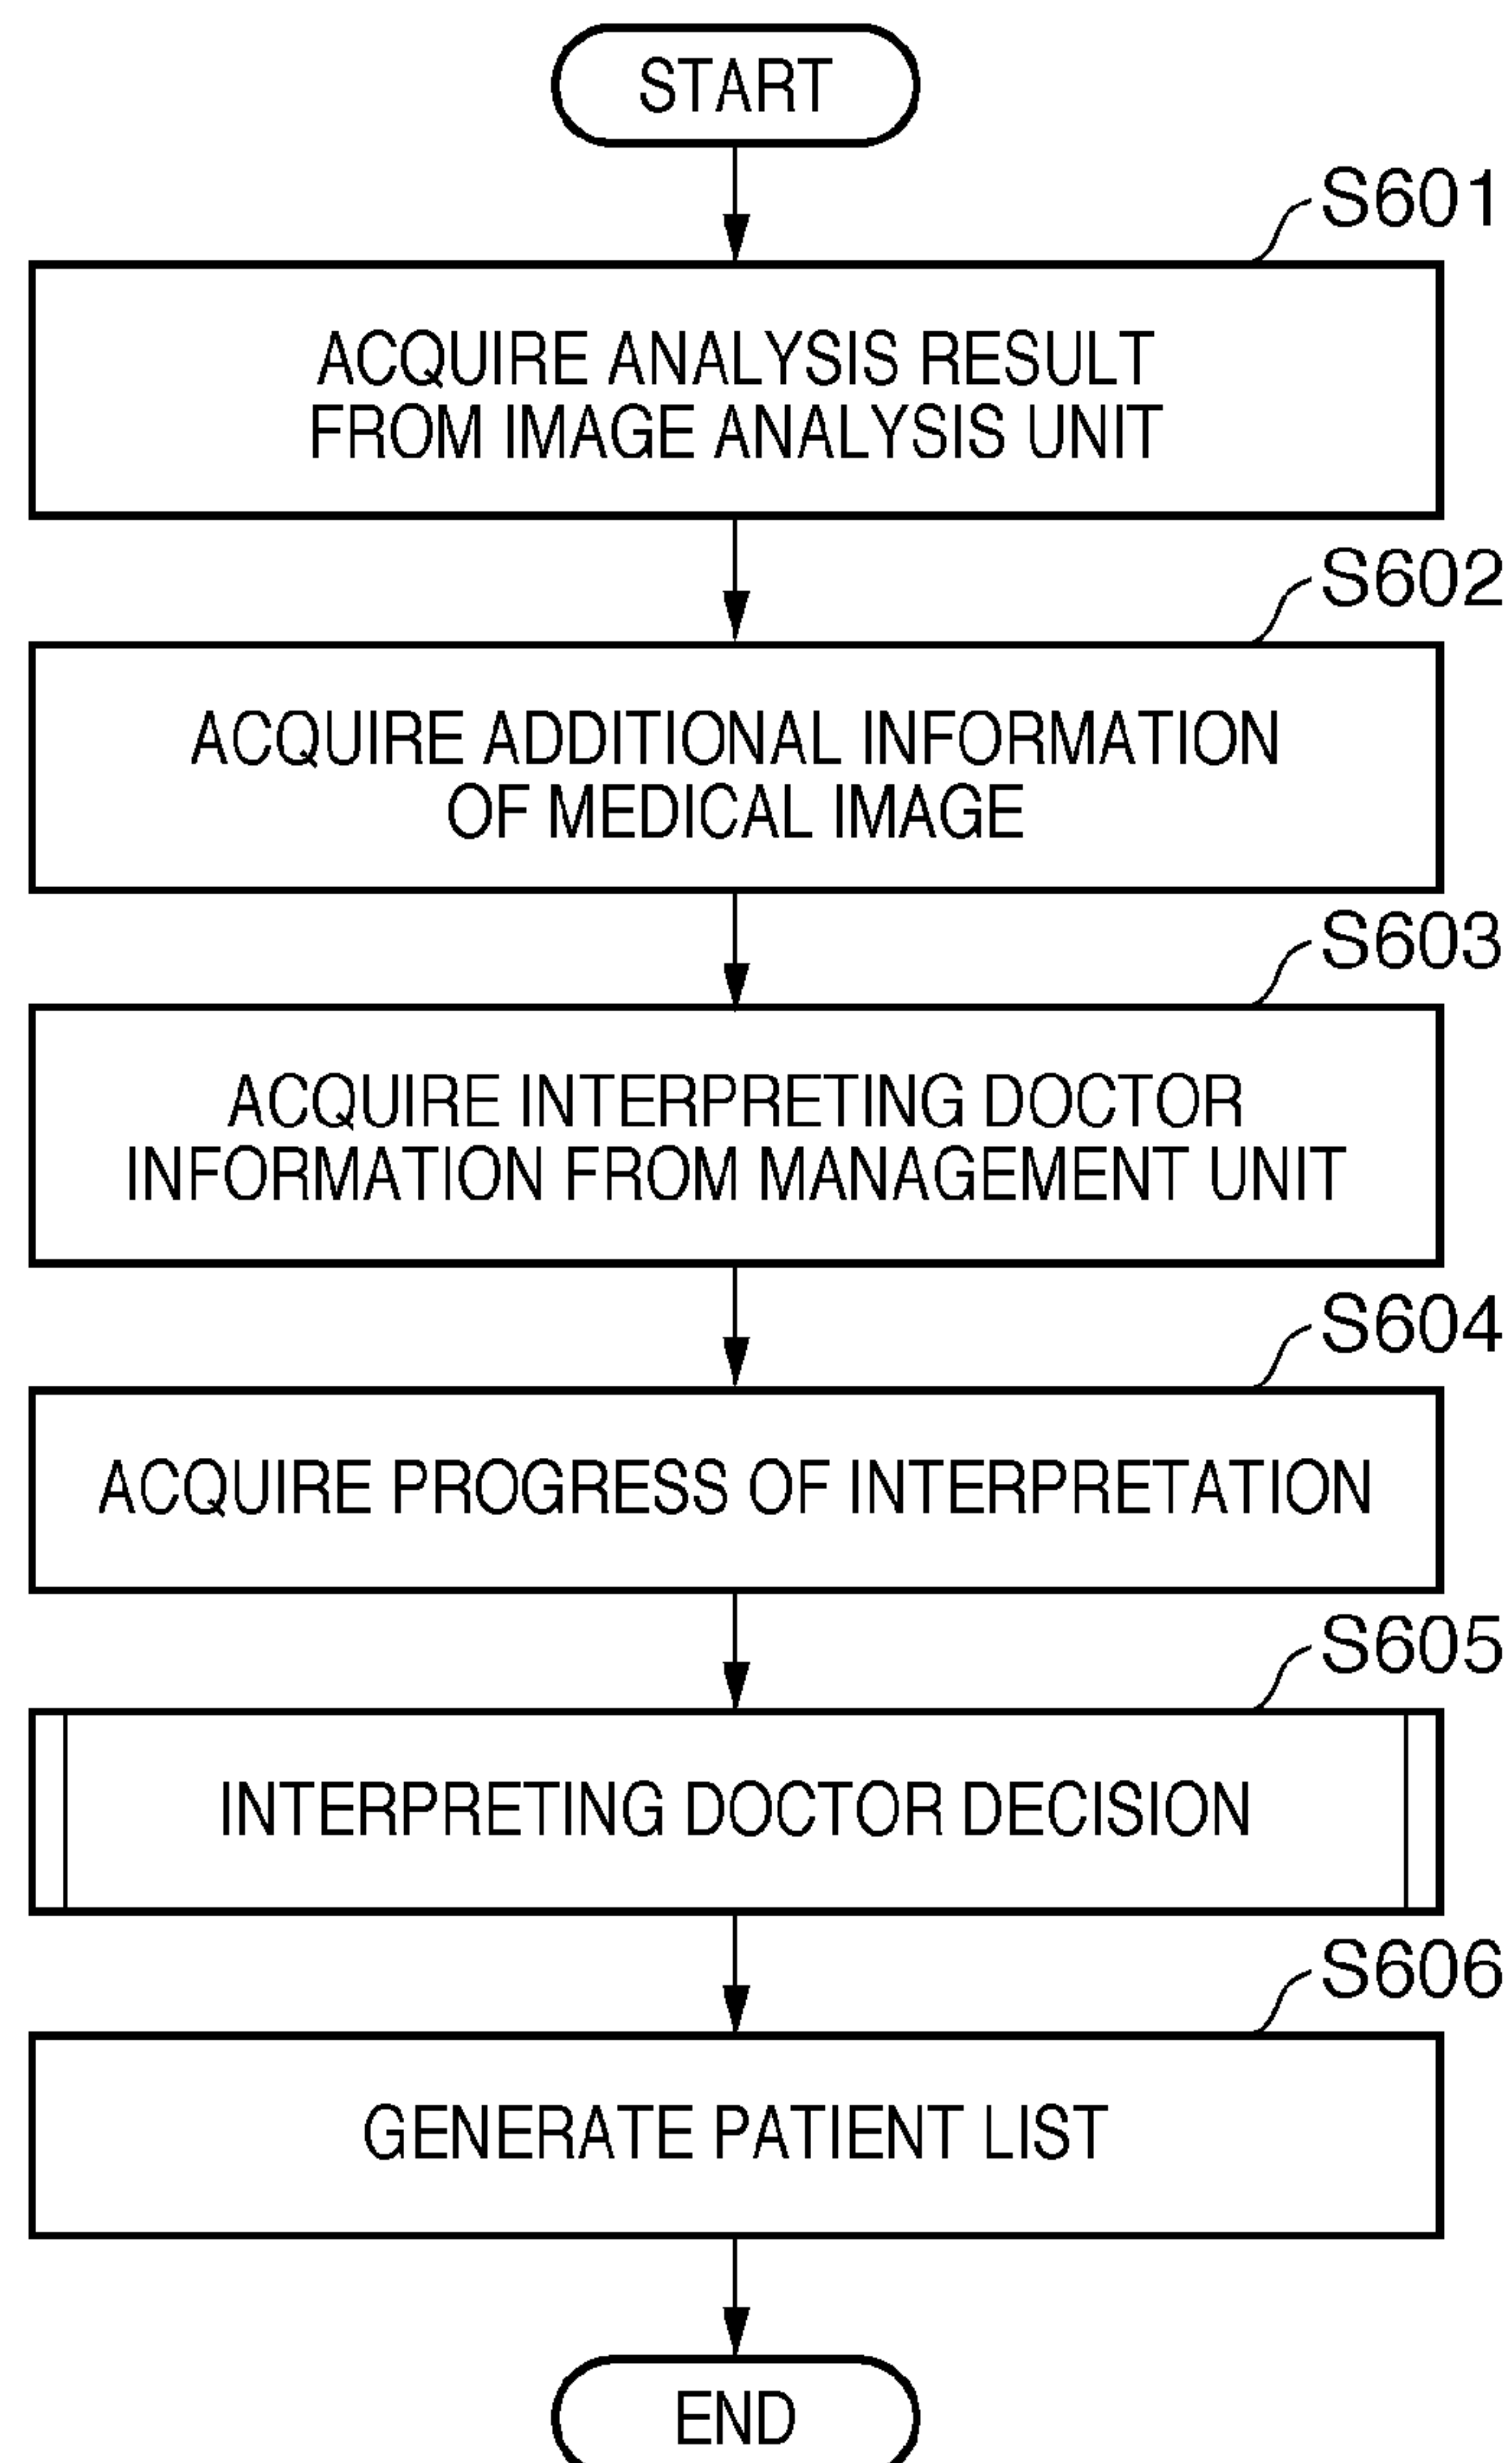 START
S601
ACQUIRE ANALYSIS RESULT
FROM IMAGE ANALYSIS UNIT
S602
ACQUIRE ADDITIONAL INFORMATION
OF MEDICAL IMAGE
S603
ACQUIRE INTERPRETING DOCTOR
INFORMATION FROM MANAGEMENT UNIT
S604
ACQUIRE PROGRESS OF INTERPRETATION
S605
INTERPRETING DOCTOR DECISION
S606
GENERATE PATIENT LIST
END